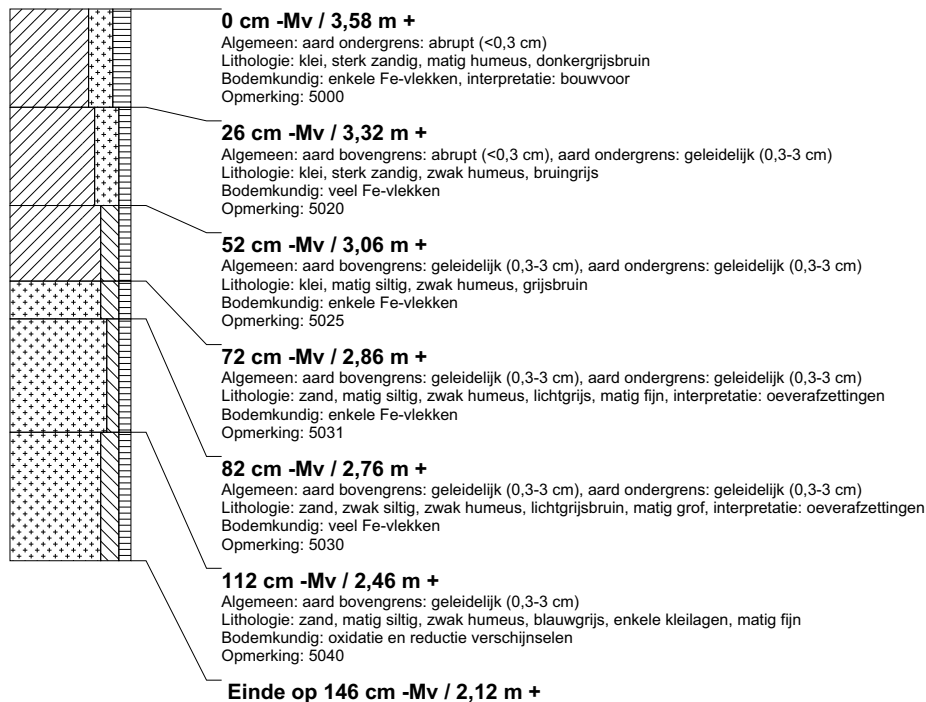 0 cm -Mv / 3,58 m +
Algemeen: aard ondergrens: abrupt (<0,3 cm)
Lithologie: klei, sterk zandig, matig humeus, donkergrijsbruin
Bodemkundig: enkele Fe-vlekken, interpretatie: bouwvoor
Opmerking: 5000
26 cm -Mv / 3,32 m +
Algemeen: aard bovengrens: abrupt (<0,3 cm), aard ondergrens: geleidelijk (0,3-3 cm)
Lithologie: klei, sterk zandig, zwak humeus, bruingrijs
Bodemkundig: veel Fe-vlekken
Opmerking: 5020
52 cm -Mv / 3,06 m +
Algemeen: aard bovengrens: geleidelijk (0,3-3 cm), aard ondergrens: geleidelijk (0,3-3 cm)
Lithologie: klei, matig siltig, zwak humeus, grijsbruin
Bodemkundig: enkele Fe-vlekken
Opmerking: 5025
72 cm -Mv / 2,86 m +
Algemeen: aard bovengrens: geleidelijk (0,3-3 cm), aard ondergrens: geleidelijk (0,3-3 cm)
Lithologie: zand, matig siltig, zwak humeus, lichtgrijs, matig fijn, interpretatie: oeverafzettingen
Bodemkundig: enkele Fe-vlekken
Opmerking: 5031
82 cm -Mv / 2,76 m +
Algemeen: aard bovengrens: geleidelijk (0,3-3 cm), aard ondergrens: geleidelijk (0,3-3 cm)
Lithologie: zand, zwak siltig, zwak humeus, lichtgrijsbruin, matig grof, interpretatie: oeverafzettingen
Bodemkundig: veel Fe-vlekken
Opmerking: 5030
112 cm -Mv / 2,46 m +
Algemeen: aard bovengrens: geleidelijk (0,3-3 cm)
Lithologie: zand, matig siltig, zwak humeus, blauwgrijs, enkele kleilagen, matig fijn
Bodemkundig: oxidatie en reductie verschijnselen
Opmerking: 5040
Einde op 146 cm -Mv / 2,12 m +